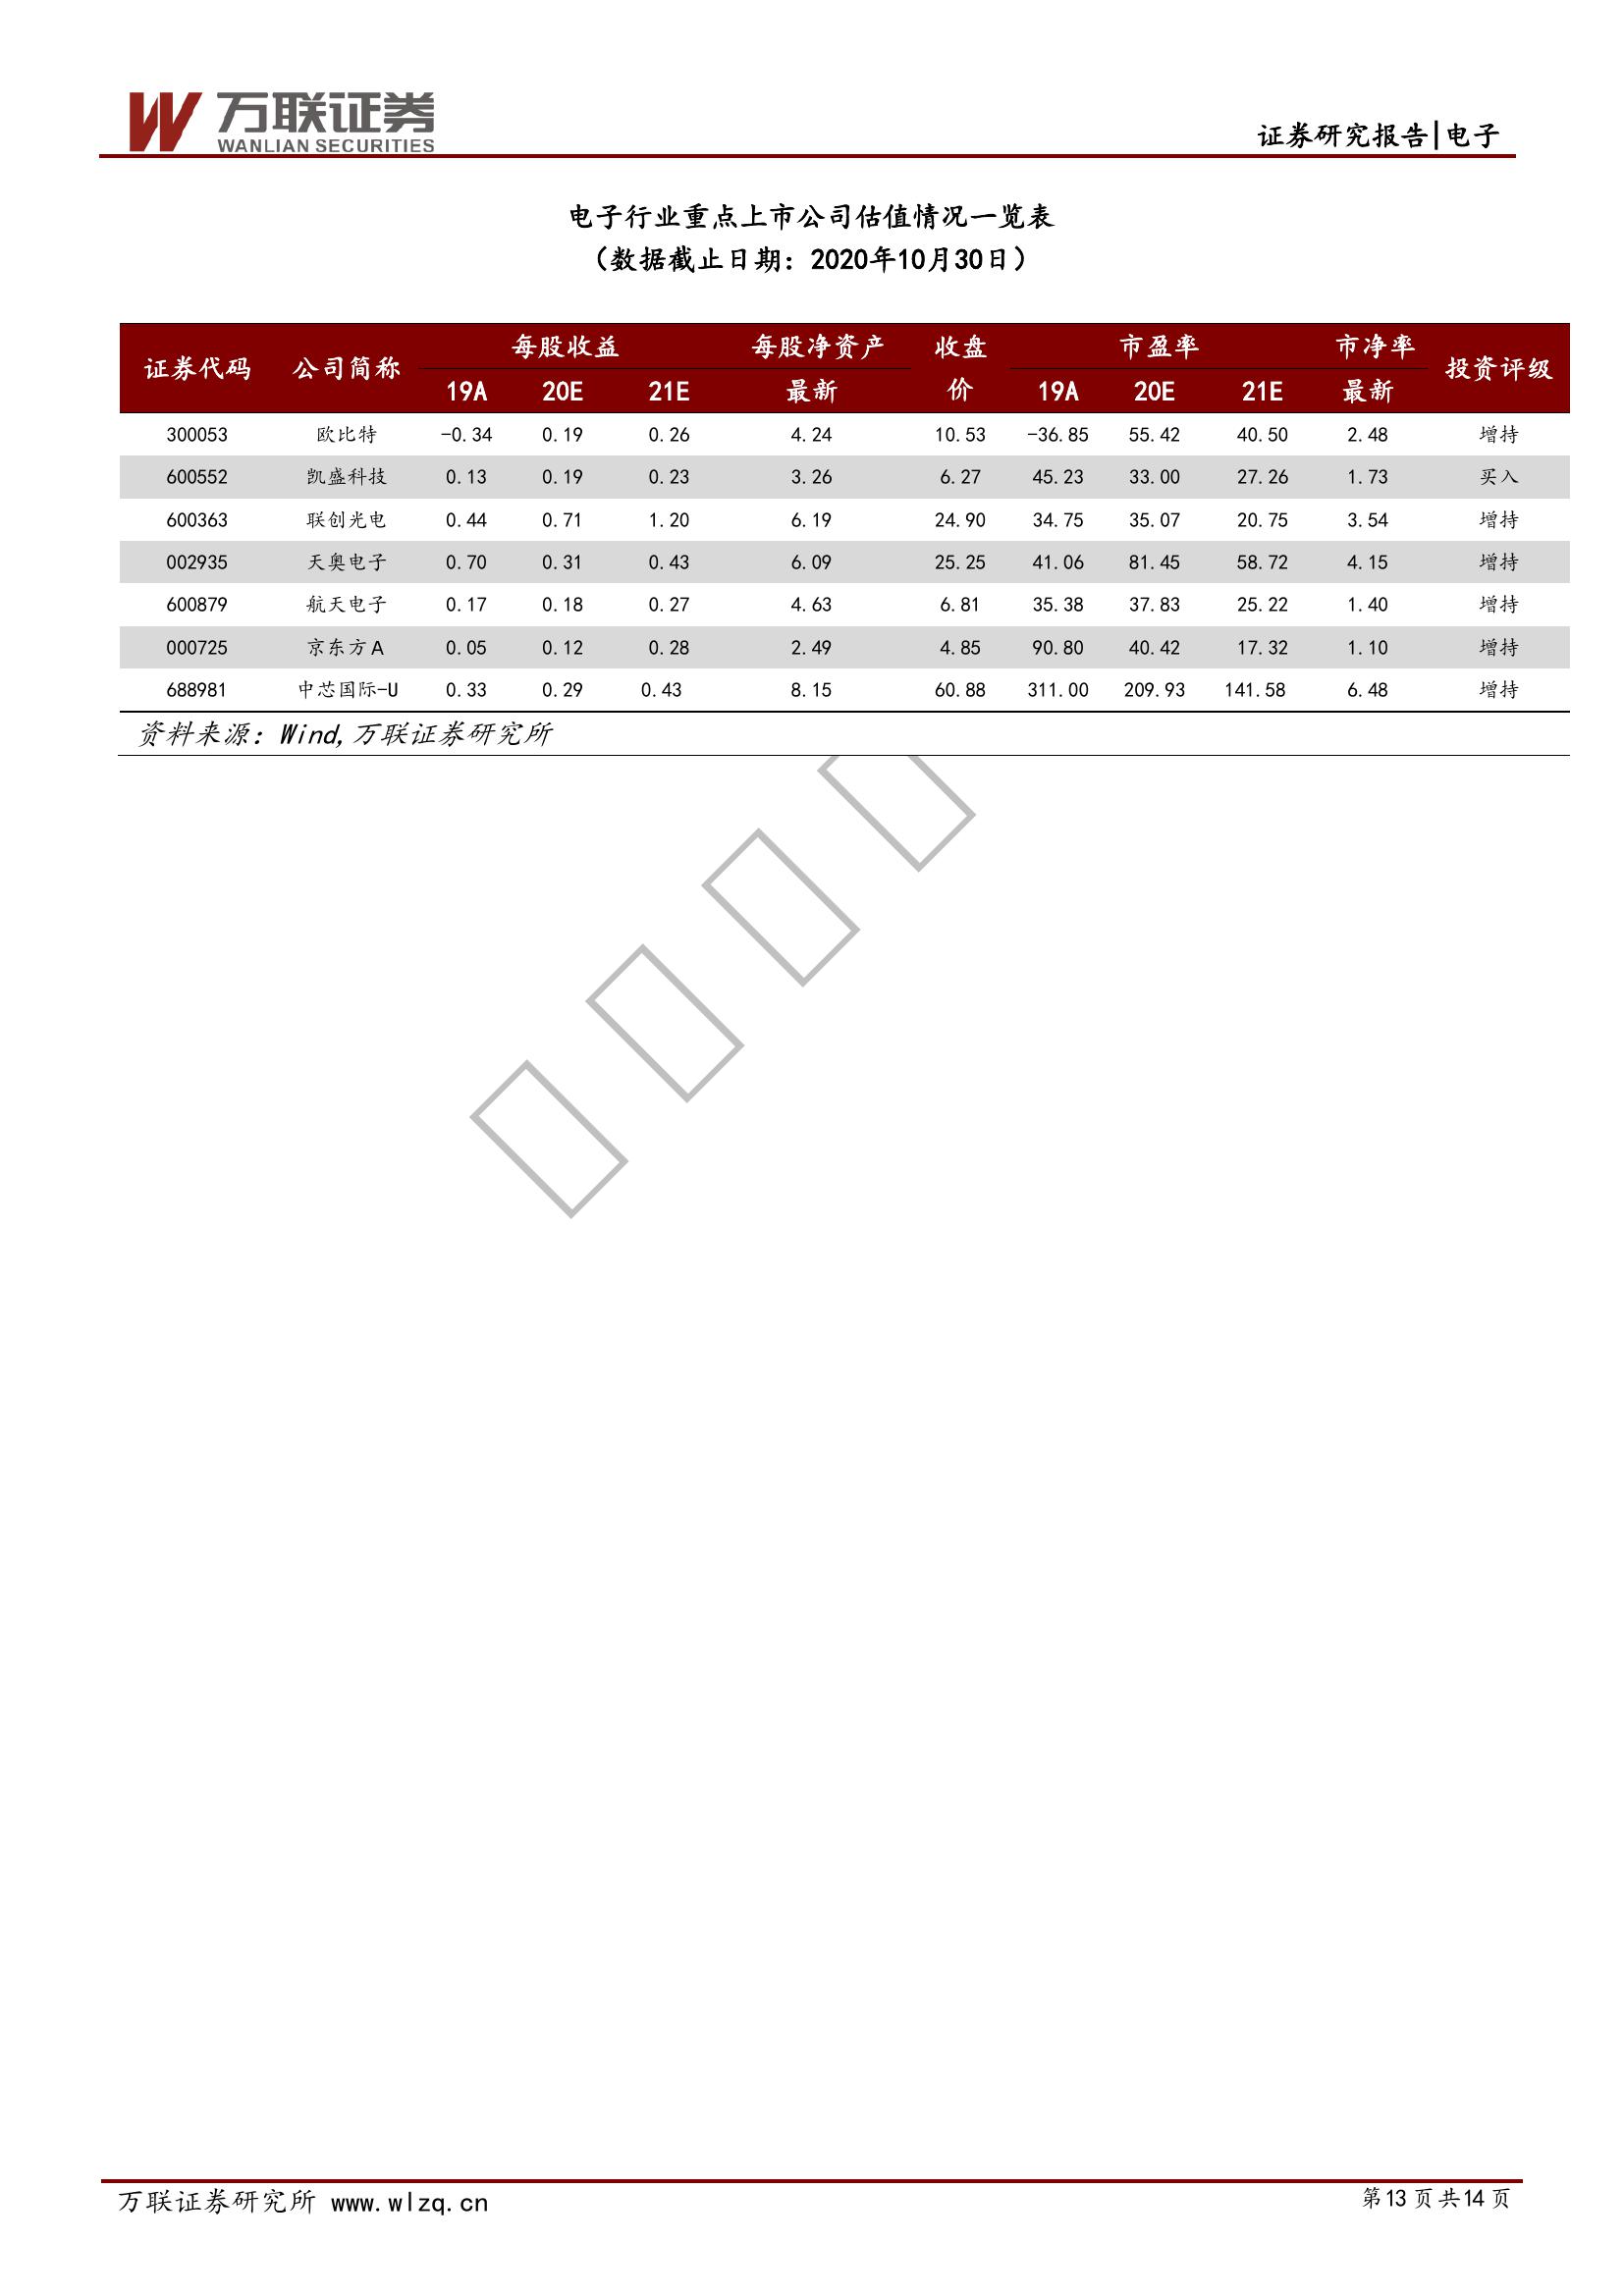 万联证券
WANLIAN SECURITIES
证券研究报告|电子
电子行业重点上市公司估值情况一览表
（数据截止日期：2020年10月30日）
证券代码 公司简称 每股收益 每股净资产 收盘价 市盈率 市净率 投资评级
19A 20E 21E 最新 19A 20E 21E 最新
300053 欧比特 -0.34 0.19 0.26 4.24 10.53 -36.85 55.42 40.50 2.48 增持
600552 凯盛科技 0.13 0.19 0.23 3.26 6.27 45.23 33.00 27.26 1.73 买入
600363 联创光电 0.44 0.71 1.20 6.19 24.90 34.75 35.07 20.75 3.54 增持
002935 天奥电子 0.70 0.31 0.43 6.09 25.25 41.06 81.45 58.72 4.15 增持
600879 航天电子 0.17 0.18 0.27 4.63 6.81 35.38 37.83 25.22 1.40 增持
000725 京东方A 0.05 0.12 0.28 2.49 4.85 90.80 40.42 17.32 1.10 增持
688981 中芯国际-U 0.33 0.29 0.43 8.15 60.88 311.00 209.93 141.58 6.48 增持
资料来源：Wind,万联证券研究所
万联证券研究所 www.wlzq.cn
第13页共14页